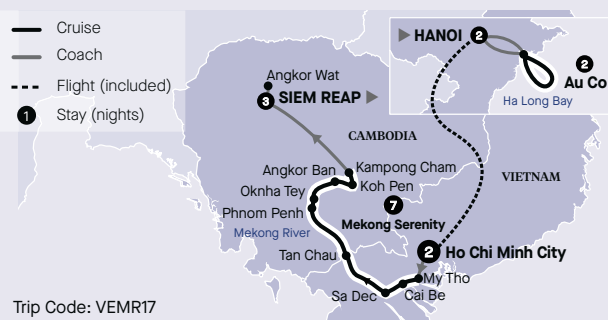 Cruise
Coach
Flight (included)
1 Stay (nights)
HANOI 2
2
Au Co
Ha Long Bay
Angkor Wat
3 SIEM REAP
CAMBODIA
VIETNAM
Angkor Ban
Kampong Cham
Koh Pen
Oknha Tey
Phnom Penh
7
Mekong Serenity
Mekong River
Tan Chau
2 Ho Chi Minh City
My Tho
Cai Be
Sa Dec
Trip Code: VEMR17